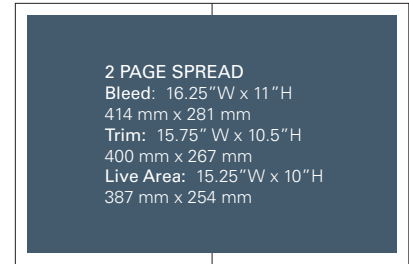 2 PAGE SPREAD
Bleed:  16.25”W x 11”H
414 mm x 281 mm
Trim:  15.75” W x 10.5”H
400 mm x 267 mm
Live Area:  15.25”W x 10”H
387 mm x 254 mm